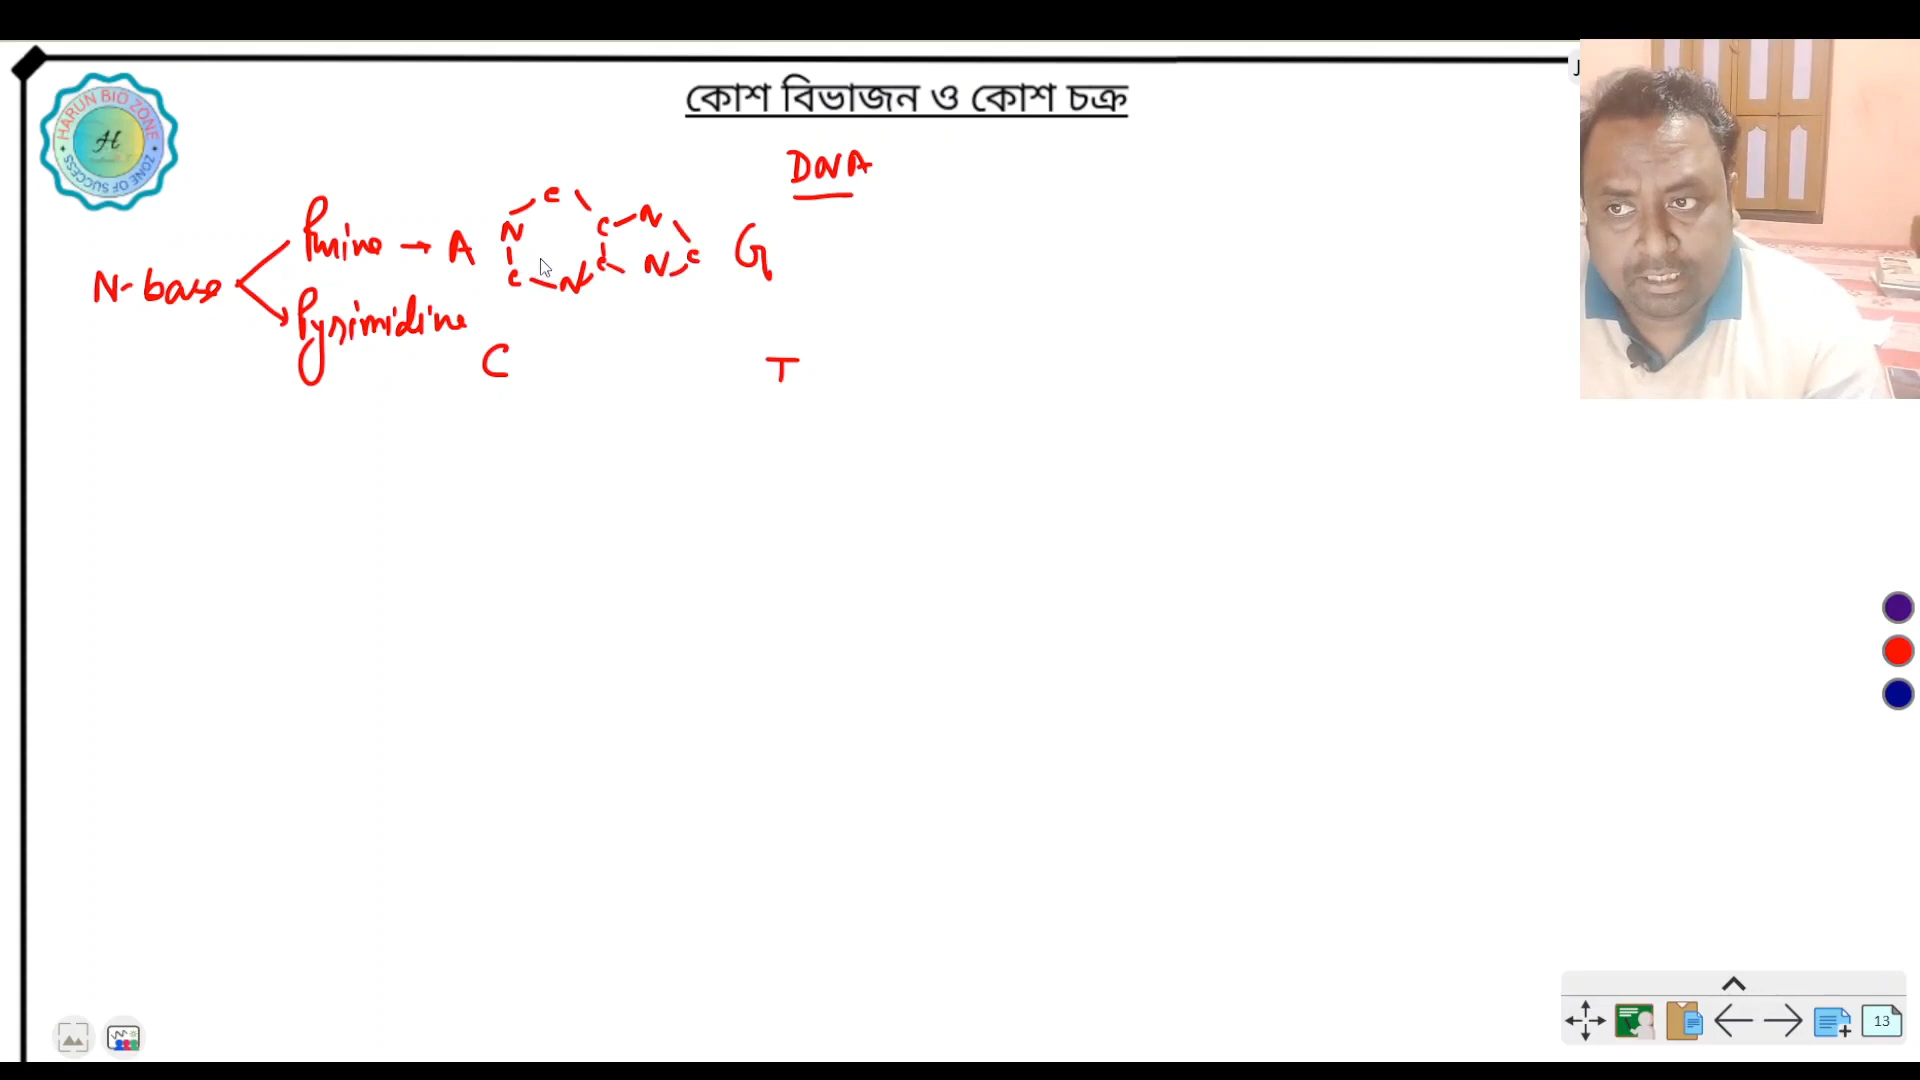 কোশ বিভাজন ও কোশ চক্র
HARUN BIO ZONE
H
ZONE OF SUCCESS
DNA
N-base
Purine → A
N C C N C N C N C
G
Pyrimidine
C
T
J
13